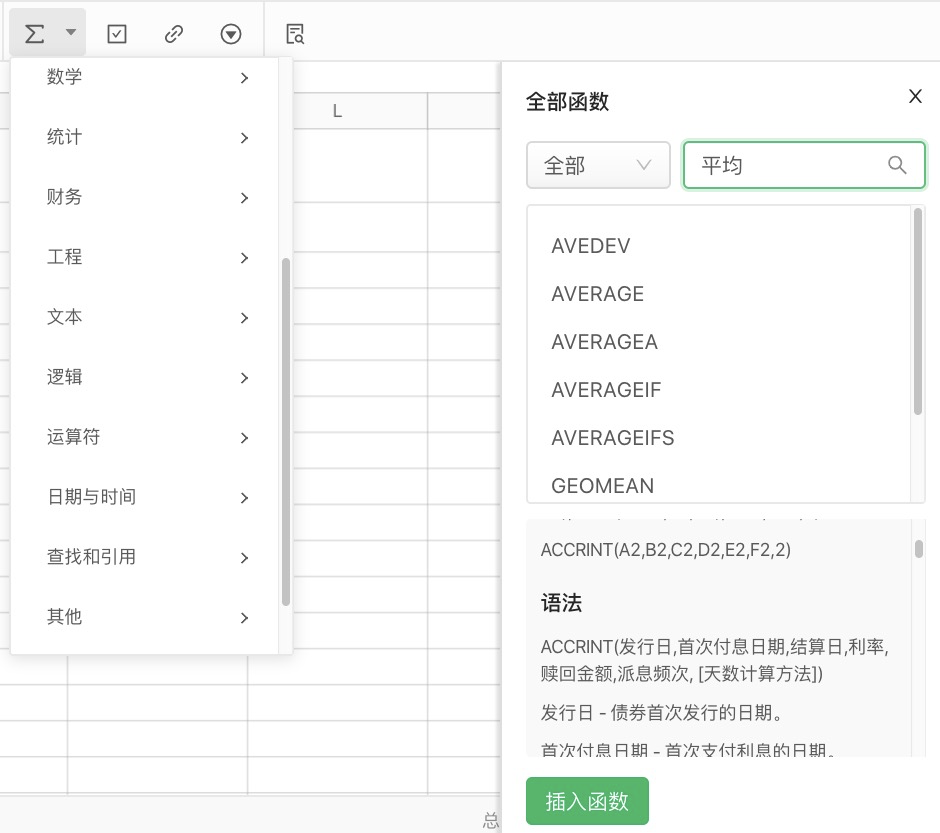 数学
统计
财务
工程
文本
逻辑
运算符
日期与时间
查找和引用
其他
L
总
全部函数
全部
平均
AVEDEV
AVERAGE
AVERAGEA
AVERAGEIF
AVERAGEIFS
GEOMEAN
ACCRINT(A2,B2,C2,D2,E2,F2,2)
语法
ACCRINT(发行日,首次付息日期,结算日,利率,
赎回金额,派息频次, [天数计算方法])
发行日 - 债券首次发行的日期。
首次付息日期 - 首次支付利息的日期。
插入函数